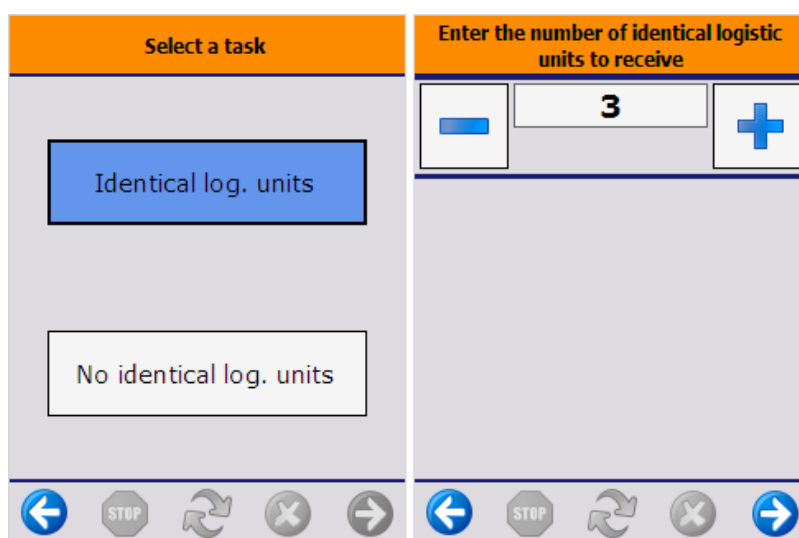 Select a task
Identical log. units
No identical log. units
STOP
Enter the number of identical logistic
units to receive
3
STOP